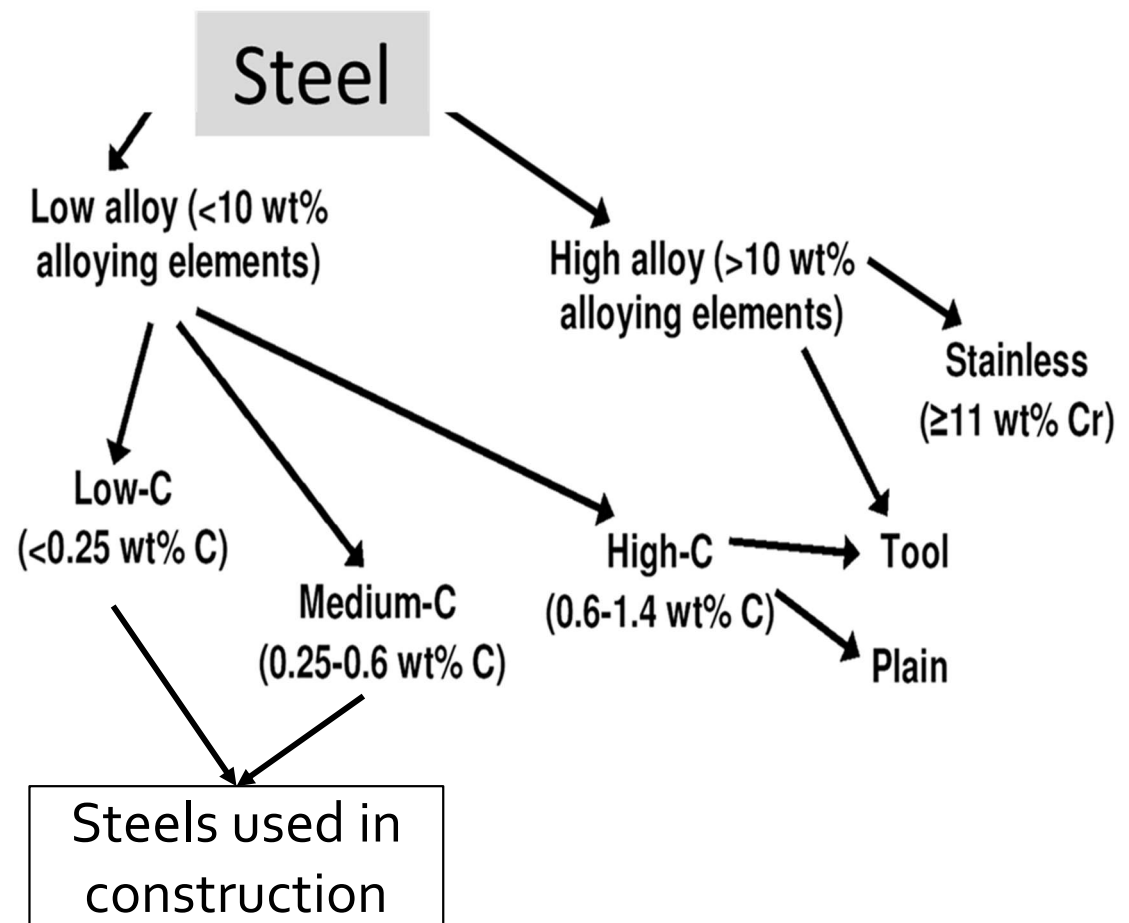 Steel
Low alloy (<10 wt%
alloying elements)
High alloy (>10 wt%
alloying elements)
Stainless
(≥11 wt% Cr)
Low-C
(<0.25 wt% C)
Medium-C
(0.25-0.6 wt% C)
High-C
(0.6-1.4 wt% C)
Tool
Plain
Steels used in
construction